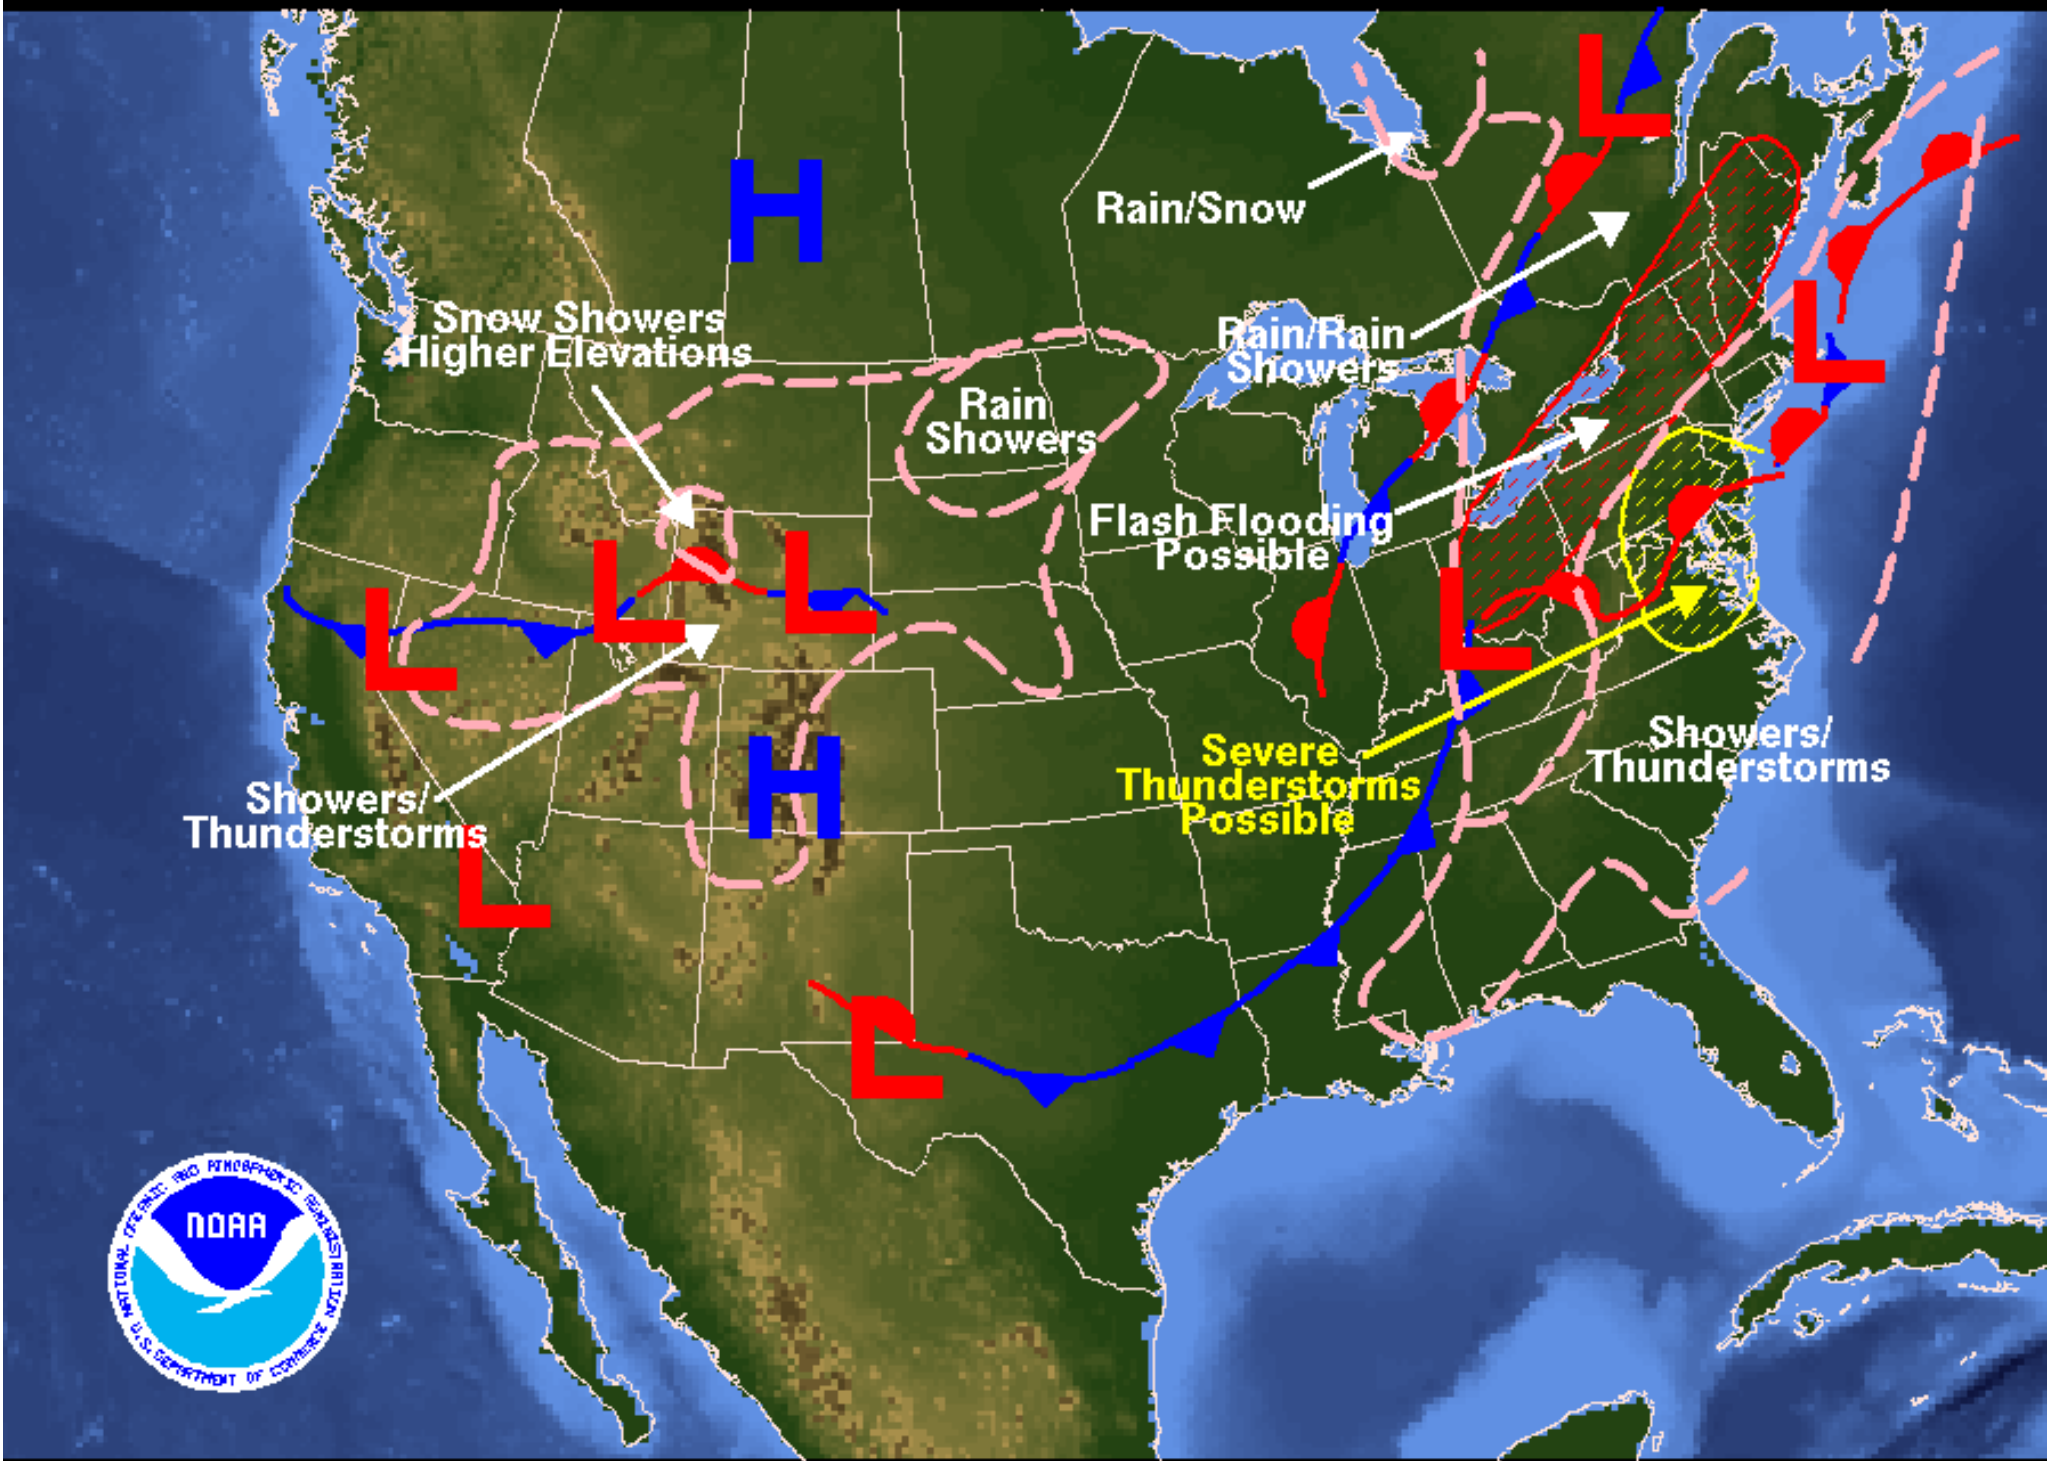 H
L
Rain/Snow
Snow Showers
Higher Elevations
Rain/Rain
Showers
L
Rain
Showers
Flash Flooding
Possible
L
L
L
L
Severe
Thunderstorms
Possible
Showers/
Thunderstorms
H
Showers/
Thunderstorms
L
L
NATIONAL OCEANIC AND ATMOSPHERIC ADMINISTRATION
NOAA
U.S. DEPARTMENT OF COMMERCE